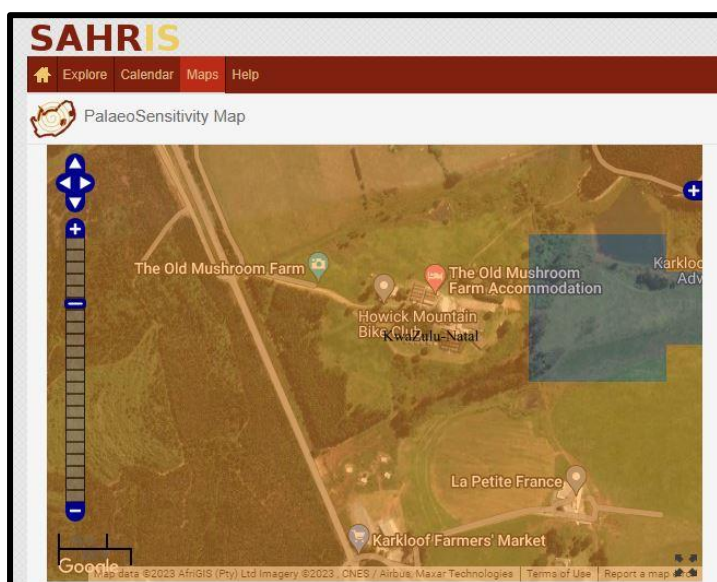 SAHRIS
Explore Calendar Maps Help
PalaeoSensitivity Map
The Old Mushroom Farm
The Old Mushroom
Farm Accommodation
Karkloo
Adv
Howick Mountain
Bike Club
KwaZulu-Natal
La Petite France
Karkloof Farmers' Market
Google
Map data ©2023 AfriGIS (Pty) Ltd Imagery ©2023 , CNES / Airbus, Maxar Technologies Terms of Use Report a map